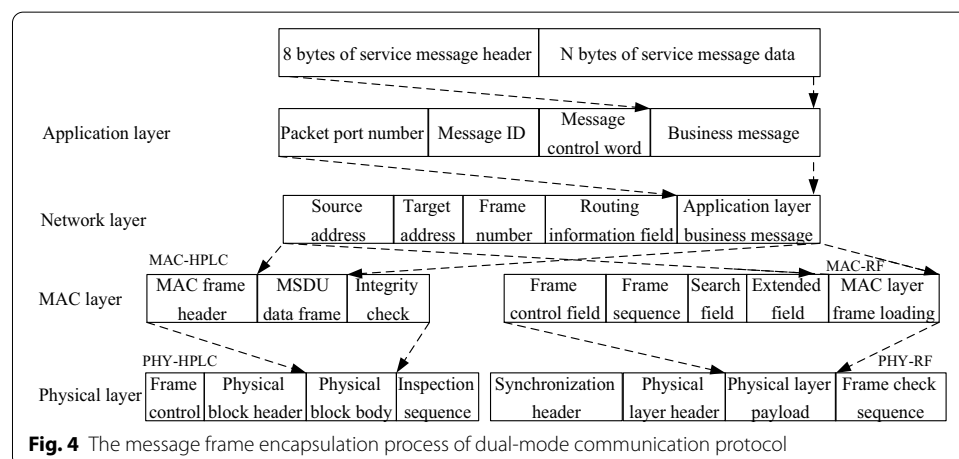 8 bytes of service message header N bytes of service message data
Application layer
Packet port number Message ID Message control word Business message
Network layer
Source address Target address Frame number Routing information field Application layer business message
MAC-HPLC MAC-RF
MAC layer
MAC frame header MSDU data frame Integrity check Frame control field Frame sequence Search field Extended field MAC layer frame loading
PHY-HPLC PHY-RF
Physical layer
Frame control Physical block header Physical block body Inspection sequence Synchronization header Physical layer header Physical layer payload Frame check sequence
Fig. 4 The message frame encapsulation process of dual-mode communication protocol